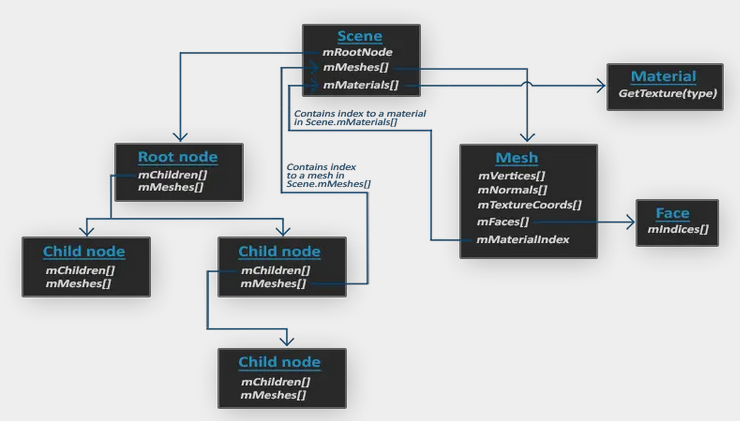 Scene
mRootNode
mMeshes[]
mMaterials[]
Material
GetTexture(type)
Contains index to a material
in Scene.mMaterials[]
Root node
mChildren[]
mMeshes[]
Contains index
to a mesh in
Scene.mMeshes[]
Mesh
mVertices[]
mNormals[]
mTextureCoords[]
mFaces[]
mMaterialIndex
Face
mIndices[]
Child node
mChildren[]
mMeshes[]
Child node
mChildren[]
mMeshes[]
Child node
mChildren[]
mMeshes[]